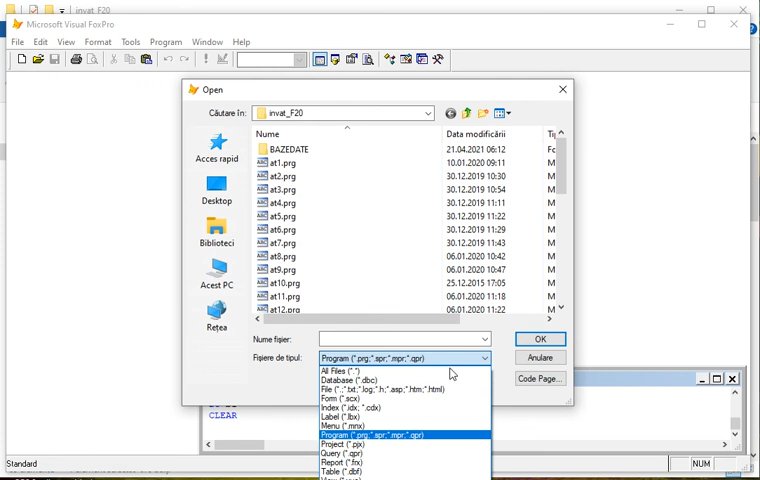 invat_F20
Microsoft Visual FoxPro
File Edit View Format Tools Program Window Help
Open
Căutare în: invat_F20
Acces rapid
Desktop
Biblioteci
Acest PC
Rețea
Nume Data modificării
BAZEDATE 21.04.2021 06:12
at1.prg 10.01.2020 09:11
at2.prg 30.12.2019 10:30
at3.prg 30.12.2019 10:54
at4.prg 30.12.2019 11:11
at5.prg 30.12.2019 11:22
at6.prg 30.12.2019 11:29
at7.prg 30.12.2019 11:43
at8.prg 06.01.2020 10:42
at9.prg 06.01.2020 10:47
at10.prg 25.12.2015 17:05
at11.prg 06.01.2020 11:18
at12.prg 06.01.2020 11:22
Nume fișier: OK
Fișiere de tipul: Program (*.prg;*.spr;*.mpr;*.qpr) Anulare
Code Page...
All Files (*.*)
Database (*.dbc)
File (*.;*.txt;*.log;*.h;*.asp;*.htm;*.html)
Form (*.scx)
Index (*.idx; *.cdx)
Label (*.lbx)
Menu (*.mnx)
Program (*.prg;*.spr;*.mpr;*.qpr)
Project (*.pjx)
Query (*.qpr)
Report (*.frx)
Table (*.dbf)
CLEAR
Standard NUM